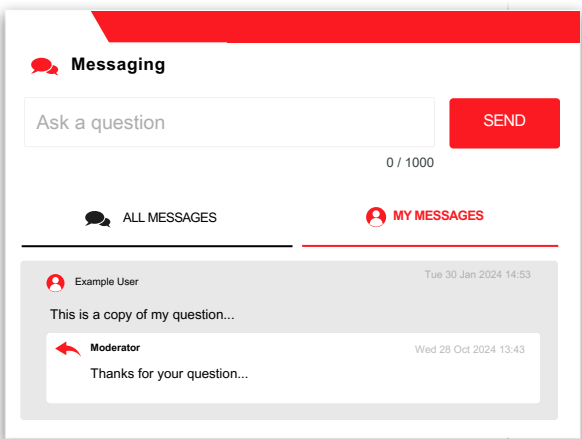 Messaging
Ask a question
SEND
0 / 1000
ALL MESSAGES
MY MESSAGES
Example User
Tue 30 Jan 2024 14:53
This is a copy of my question...
Moderator
Wed 28 Oct 2024 13:43
Thanks for your question...